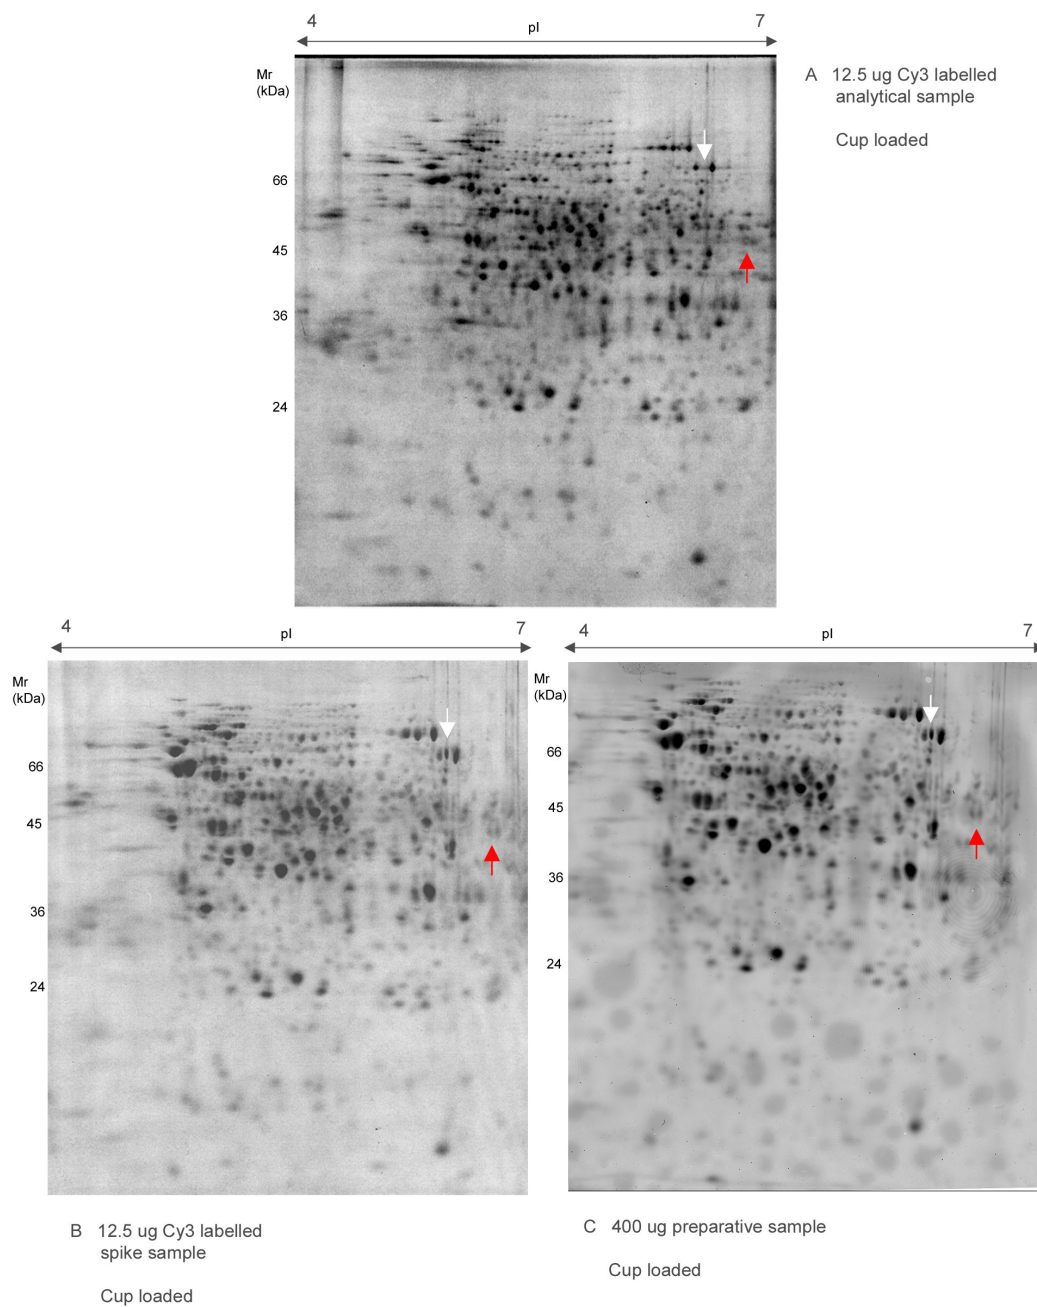 4
pI
7
Mr
(kDa)
66
45
36
24
A 12.5 ug Cy3 labelled
analytical sample
Cup loaded
4
pI
7
Mr
(kDa)
66
45
36
24
4
pI
7
Mr
(kDa)
66
45
36
24
B 12.5 ug Cy3 labelled
spike sample
Cup loaded
C 400 ug preparative sample
Cup loaded